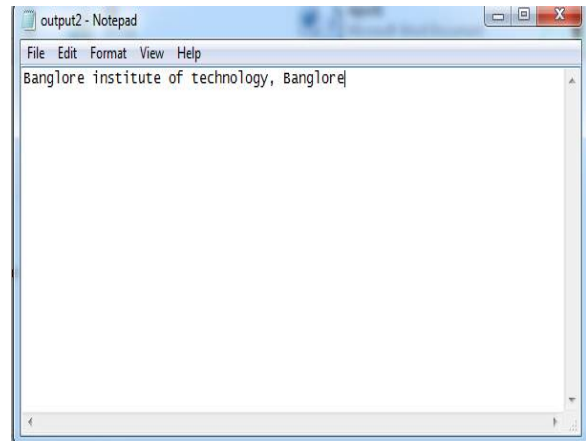 output2 - Notepad
File Edit Format View Help
Banglore institute of technology, Banglore